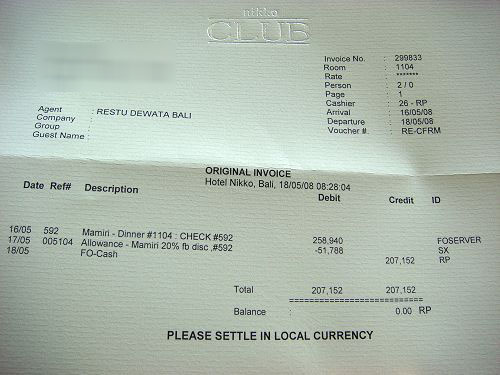 nikko
CLUB
Invoice No. : 299833
Room : 1104
Rate : *******
Person : 2 / 0
Page : 1
Cashier : 26 - RP
Arrival : 16/05/08
Departure : 18/05/08
Voucher #. : RE-CFRM
Agent : RESTU DEWATA BALI
Company :
Group :
Guest Name :
ORIGINAL INVOICE
Hotel Nikko, Bali, 18/05/08 08:28:04
Date Ref# Description Debit Credit ID
16/05 592 Mamiri - Dinner #1104 : CHECK #592 258,940 FOSERVER
17/05 005104 Allowance - Mamiri 20% fb disc ,#592 -51,788 SX
18/05 FO-Cash 207,152 RP
Total 207,152 207,152
===========================
Balance : 0.00 RP
PLEASE SETTLE IN LOCAL CURRENCY